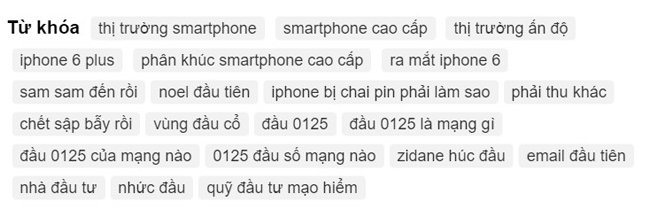 Từ khóa thị trường smartphone smartphone cao cấp thị trường ấn độ
iphone 6 plus phân khúc smartphone cao cấp ra mắt iphone 6
sam sam đến rồi noel đầu tiên iphone bị chai pin phải làm sao phải thu khác
chết sập bẫy rồi vùng đầu cổ đầu 0125 đầu 0125 là mạng gì
đầu 0125 của mạng nào 0125 đầu số mạng nào zidane húc đầu email đầu tiên
nhà đầu tư nhức đầu quỹ đầu tư mạo hiểm